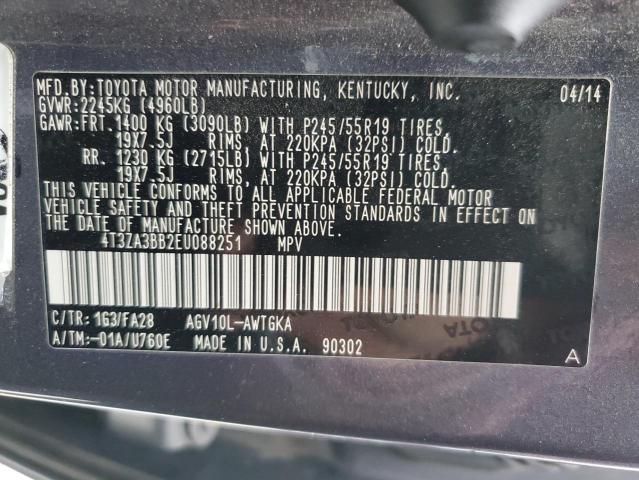 MFD.BY:TOYOTA MOTOR MANUFACTURING, KENTUCKY, INC. 04/14
GVWR:2245KG (4960LB)
GAWR:FRT.1400 KG (3090LB) WITH P245/55R19 TIRES,
19X7.5J RIMS, AT 220KPA (32PSI) COLD.
RR. 1230 KG (2715LB) WITH P245/55R19 TIRES,
19X7.5J RIMS, AT 220KPA (32PSI) COLD.
THIS VEHICLE CONFORMS TO ALL APPLICABLE FEDERAL MOTOR
VEHICLE SAFETY AND THEFT PREVENTION STANDARDS IN EFFECT ON
THE DATE OF MANUFACTURE SHOWN ABOVE.
4T3ZA3BB2EU088251 MPV
C/TR: 1G3/FA28 AGV10L-AWTGKA
A/TM:-01A/U760E MADE IN U.S.A. 90302
A